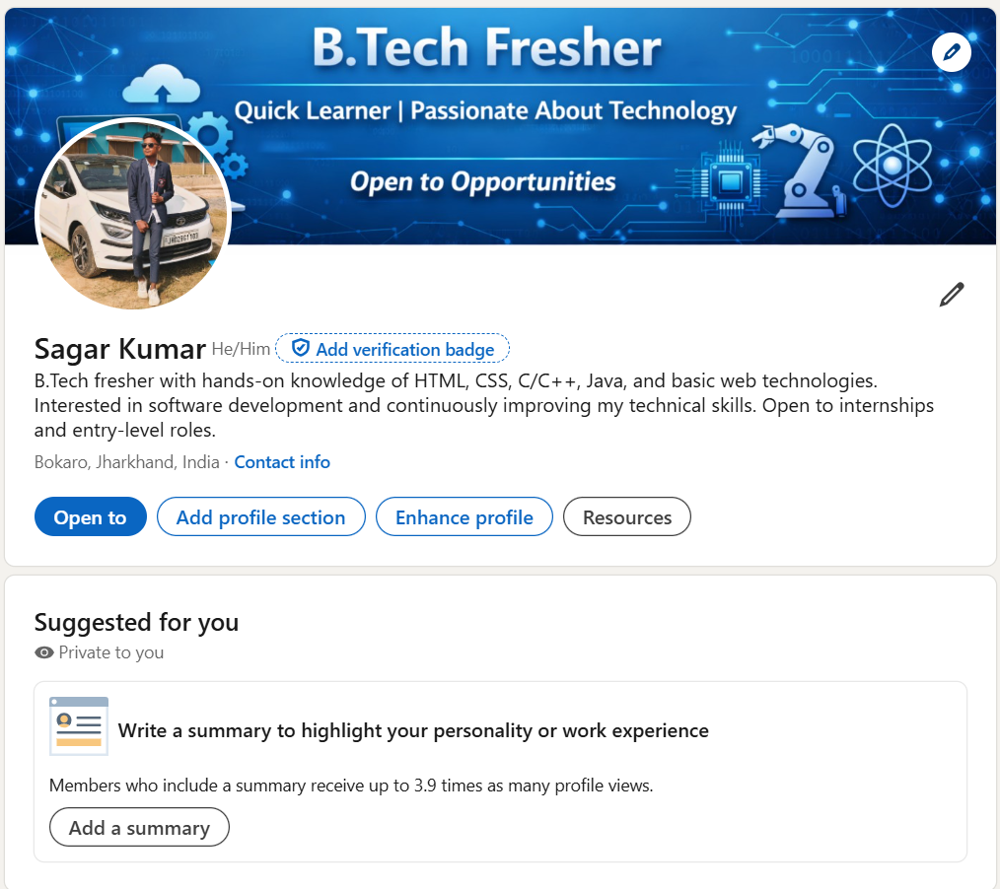 B.Tech Fresher
Quick Learner | Passionate About Technology
Open to Opportunities
Sagar Kumar He/Him Add verification badge
B.Tech fresher with hands-on knowledge of HTML, CSS, C/C++, Java, and basic web technologies.
Interested in software development and continuously improving my technical skills. Open to internships
and entry-level roles.
Bokaro, Jharkhand, India · Contact info
Open to
Add profile section
Enhance profile
Resources
Suggested for you
Private to you
Write a summary to highlight your personality or work experience
Members who include a summary receive up to 3.9 times as many profile views.
Add a summary